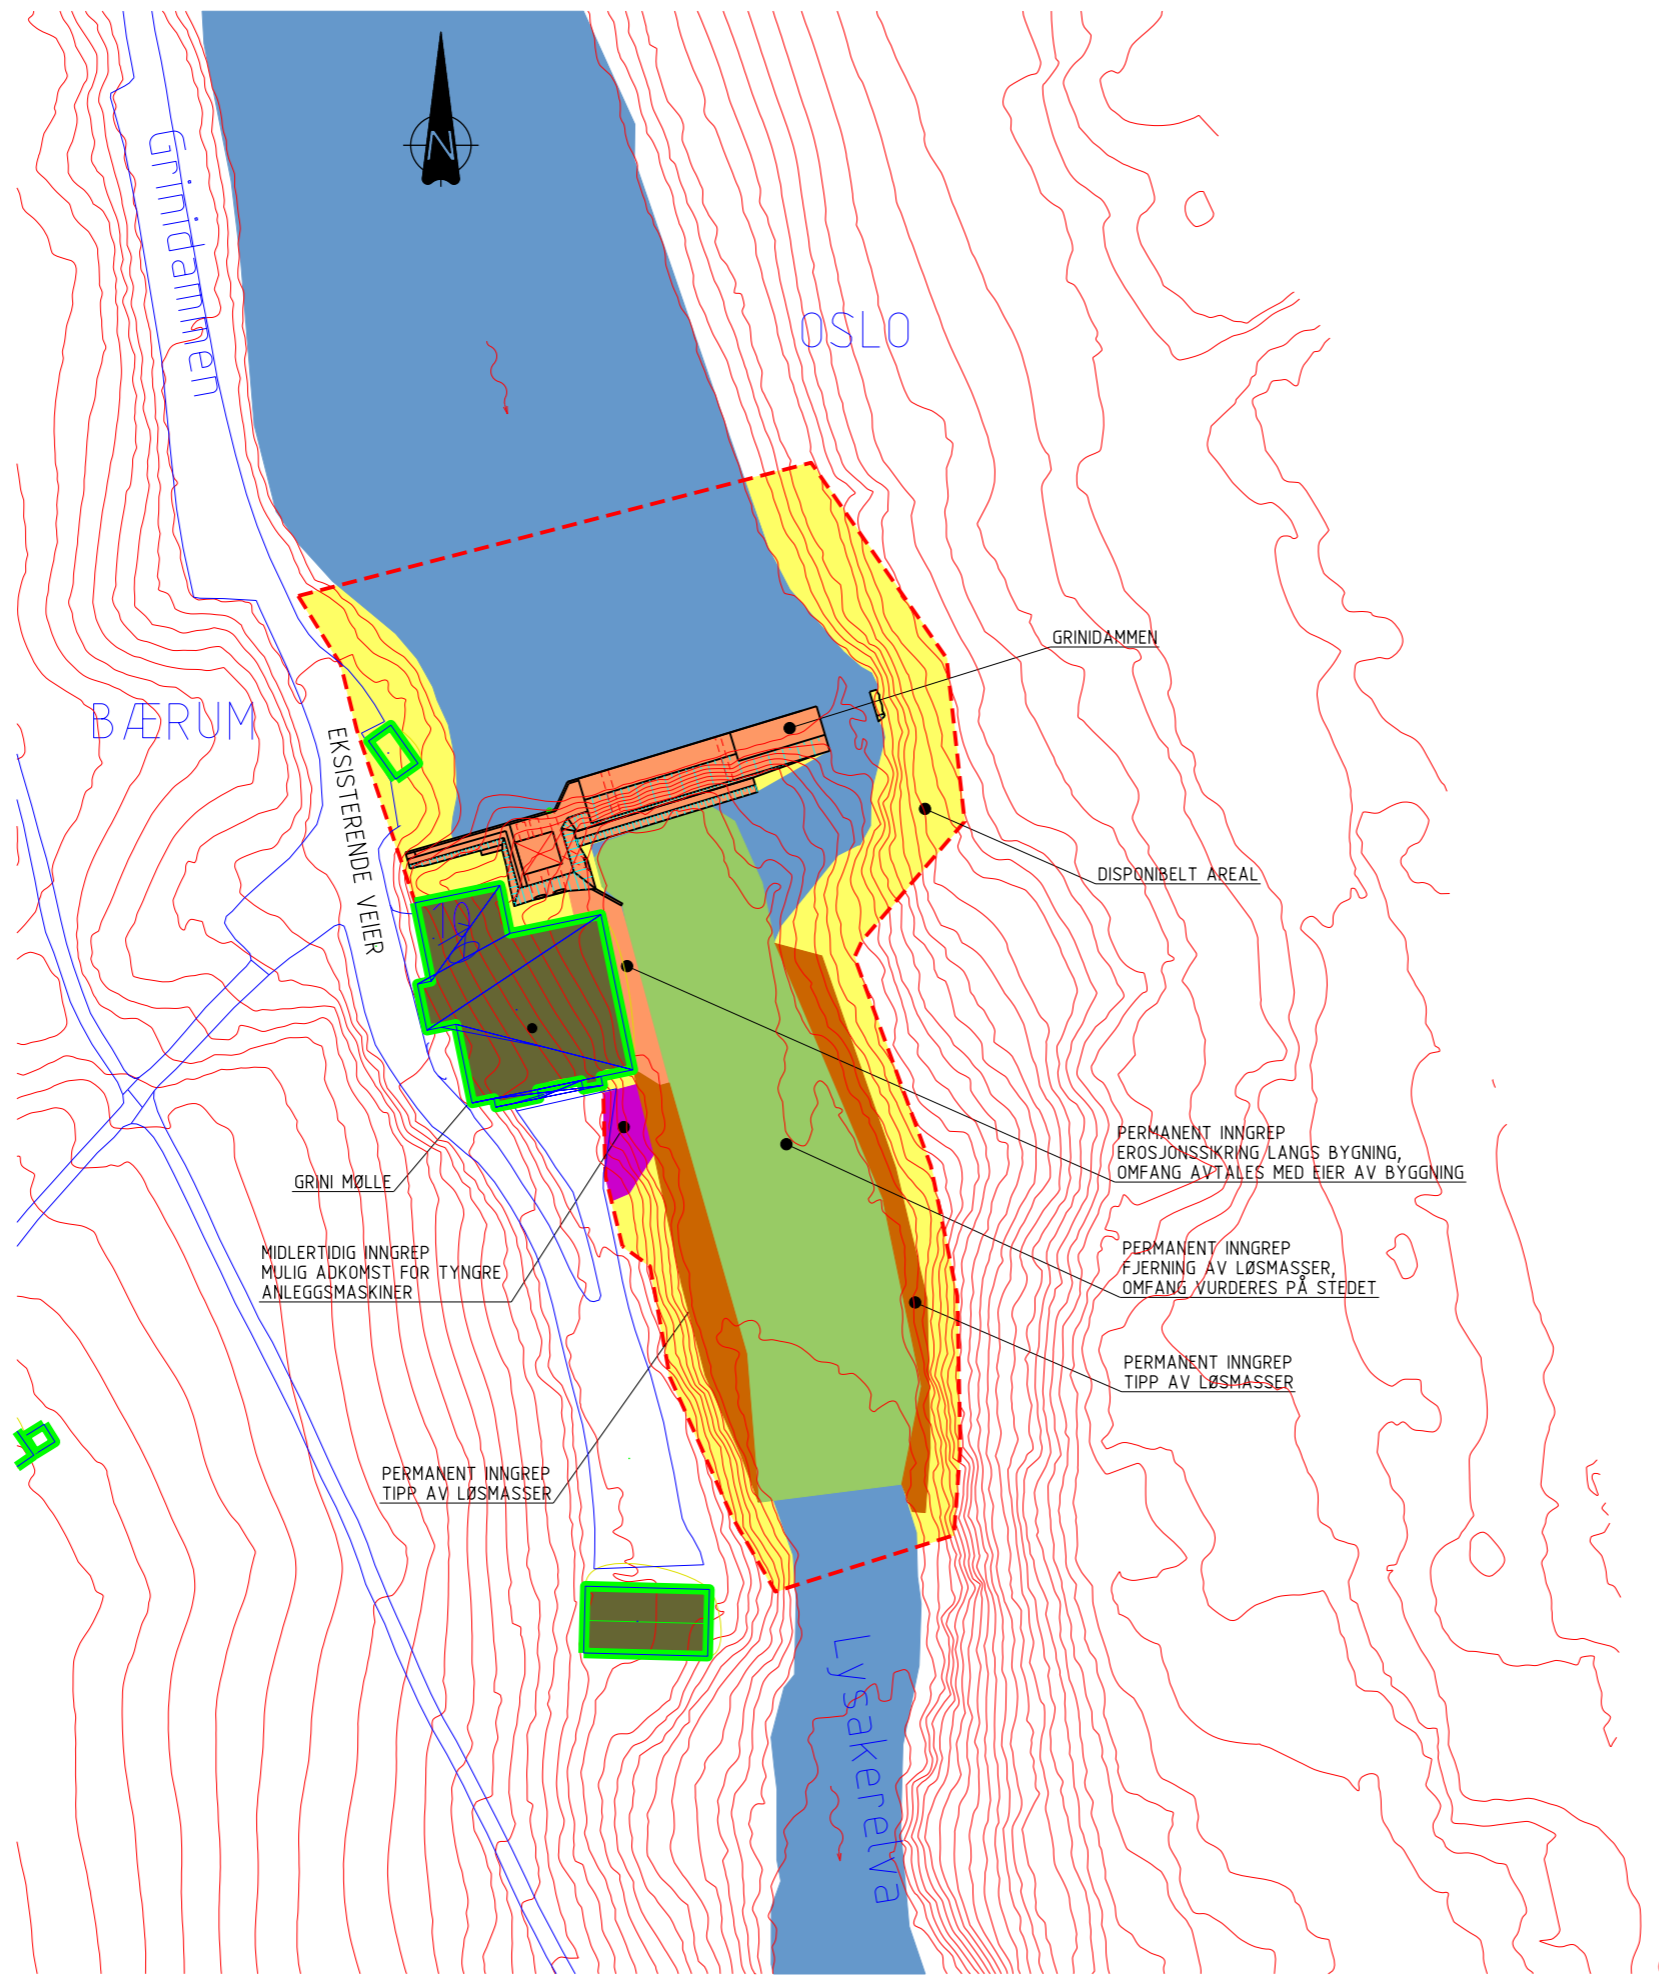 N
Grinidammen
OSLO
GRINIDAMMEN
BÆRUM
EKSISTERENDE VEIER
DISPONIBELT AREAL
PERMANENT INNGREP
EROSJONSSIKRING LANGS BYGNING,
OMFANG AVTALES MED EIER AV BYGGNING
GRINI MØLLE
MIDLERTIDIG INNGREP
MULIG ADKOMST FOR TYNGRE
ANLEGGSMASKINER
PERMANENT INNGREP
FJERNING AV LØSMASSER,
OMFANG VURDERES PÅ STEDET
PERMANENT INNGREP
TIPP AV LØSMASSER
PERMANENT INNGREP
TIPP AV LØSMASSER
Lysakerelva